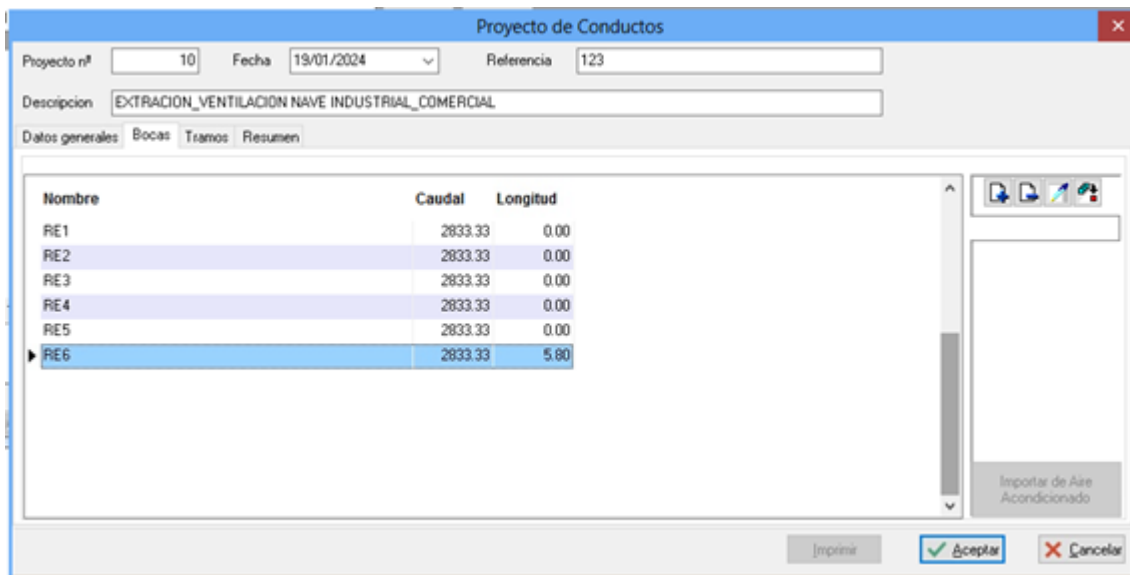 Proyecto de Conductos
Proyecto nº 10 Fecha 19/01/2024 Referencia 123
Descripcion EXTRACION_VENTILACION NAVE INDUSTRIAL_COMERCIAL
Datos generales Bocas Tramos Resumen
Nombre Caudal Longitud
RE1 2833.33 0.00
RE2 2833.33 0.00
RE3 2833.33 0.00
RE4 2833.33 0.00
RE5 2833.33 0.00
RE6 2833.33 5.80
Importar de Aire
Acondicionado
Imprimir Aceptar Cancelar